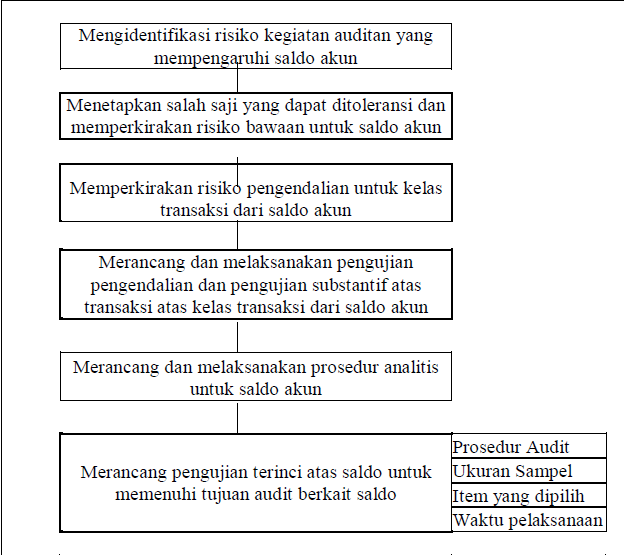 Mengidentifikasi risiko kegiatan auditan yang
mempengaruhi saldo akun
Menetapkan salah saji yang dapat ditoleransi dan
memperkirakan risiko bawaan untuk saldo akun
Memperkirakan risiko pengendalian untuk kelas
transaksi dari saldo akun
Merancang dan melaksanakan pengujian
pengendalian dan pengujian substantif atas
transaksi atas kelas transaksi dari saldo akun
Merancang dan melaksanakan prosedur analitis
untuk saldo akun
Merancang pengujian terinci atas saldo untuk
memenuhi tujuan audit berkait saldo
Prosedur Audit
Ukuran Sampel
Item yang dipilih
Waktu pelaksanaan